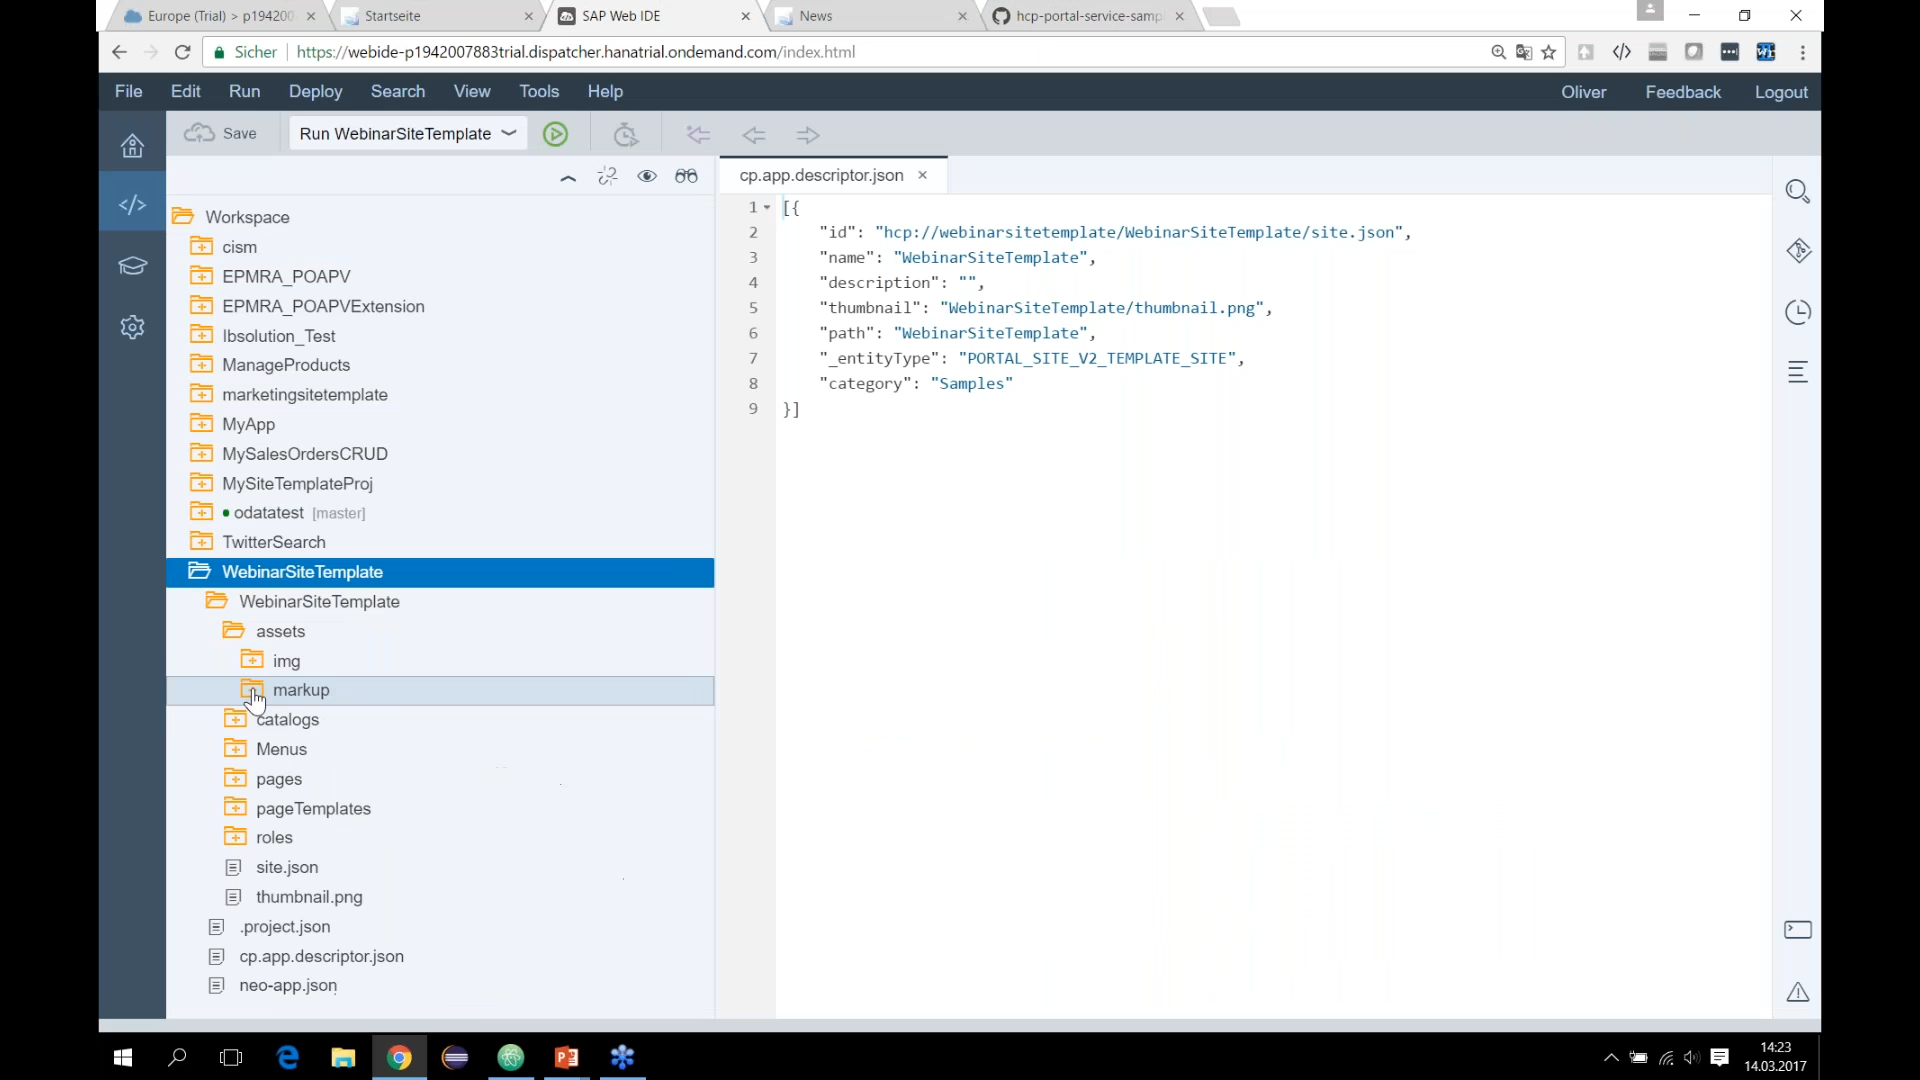 Europe (Trial) > p194200
Startseite
SAP Web IDE
News
hcp-portal-service-samp
Sicher
https://webide-p1942007883trial.dispatcher.hanatrial.ondemand.com/index.html
File
Edit
Run
Deploy
Search
View
Tools
Help
Oliver
Feedback
Logout
Save
Run WebinarSiteTemplate
Workspace
cism
EPMRA_POAPV
EPMRA_POAPVExtension
Ibsolution_Test
ManageProducts
marketingsitetemplate
MyApp
MySalesOrdersCRUD
MySiteTemplateProj
odatatest [master]
TwitterSearch
WebinarSiteTemplate
WebinarSiteTemplate
assets
img
markup
catalogs
Menus
pages
pageTemplates
roles
site.json
thumbnail.png
.project.json
cp.app.descriptor.json
neo-app.json
cp.app.descriptor.json
1 [{
2 "id": "hcp://webinarsitetemplate/WebinarSiteTemplate/site.json",
3 "name": "WebinarSiteTemplate",
4 "description": "",
5 "thumbnail": "WebinarSiteTemplate/thumbnail.png",
6 "path": "WebinarSiteTemplate",
7 "_entityType": "PORTAL_SITE_V2_TEMPLATE_SITE",
8 "category": "Samples"
9 }]
14:23
14.03.2017